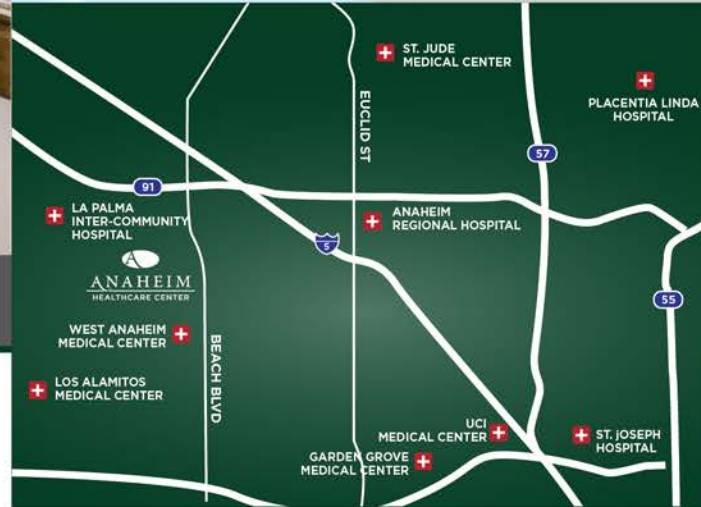 ST. JUDE
MEDICAL CENTER
PLACENTIA LINDA
HOSPITAL
EUCLID ST
57
91
LA PALMA
INTER-COMMUNITY
HOSPITAL
ANAHEIM
REGIONAL HOSPITAL
5
ANAHEIM
HEALTHCARE CENTER
55
WEST ANAHEIM
MEDICAL CENTER
BEACH BLVD
LOS ALAMITOS
MEDICAL CENTER
UCI
MEDICAL CENTER
ST. JOSEPH
HOSPITAL
GARDEN GROVE
MEDICAL CENTER